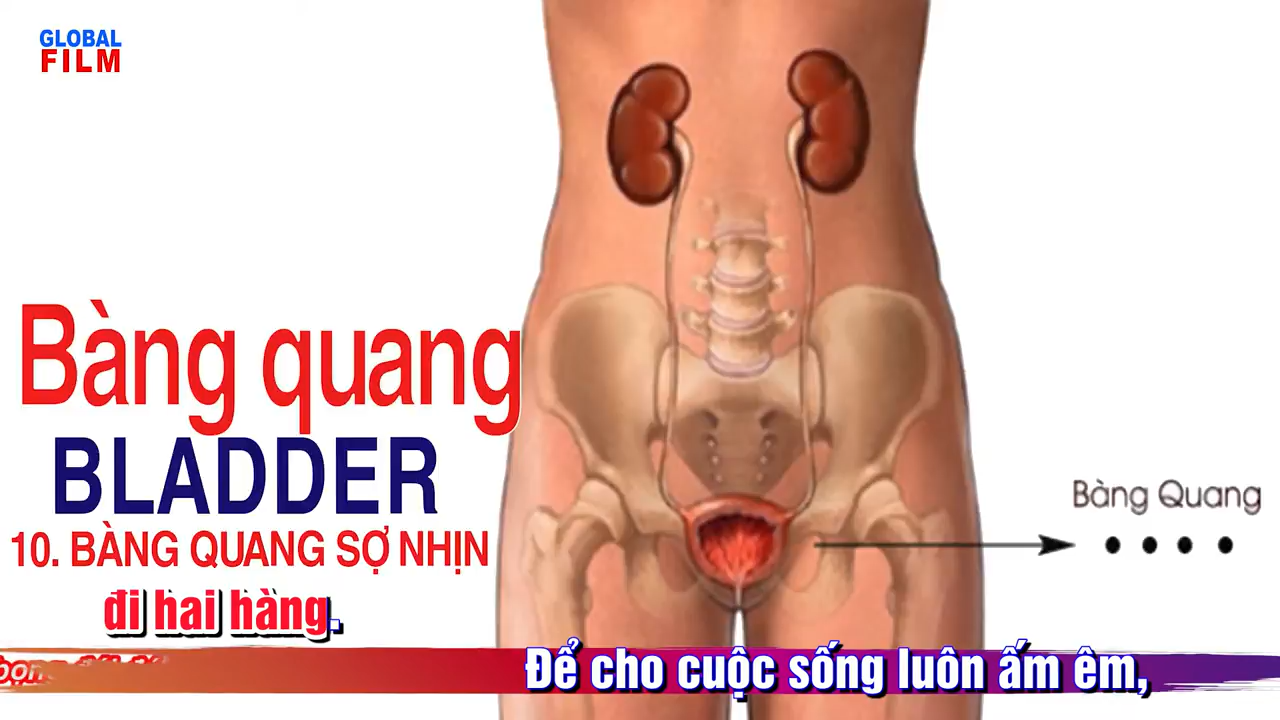 GLOBAL
FILM
Bàng quang
BLADDER
10. BÀNG QUANG SỢ NHỊN
Bàng Quang
đi hai hàng.
Để cho cuộc sống luôn ấm êm,